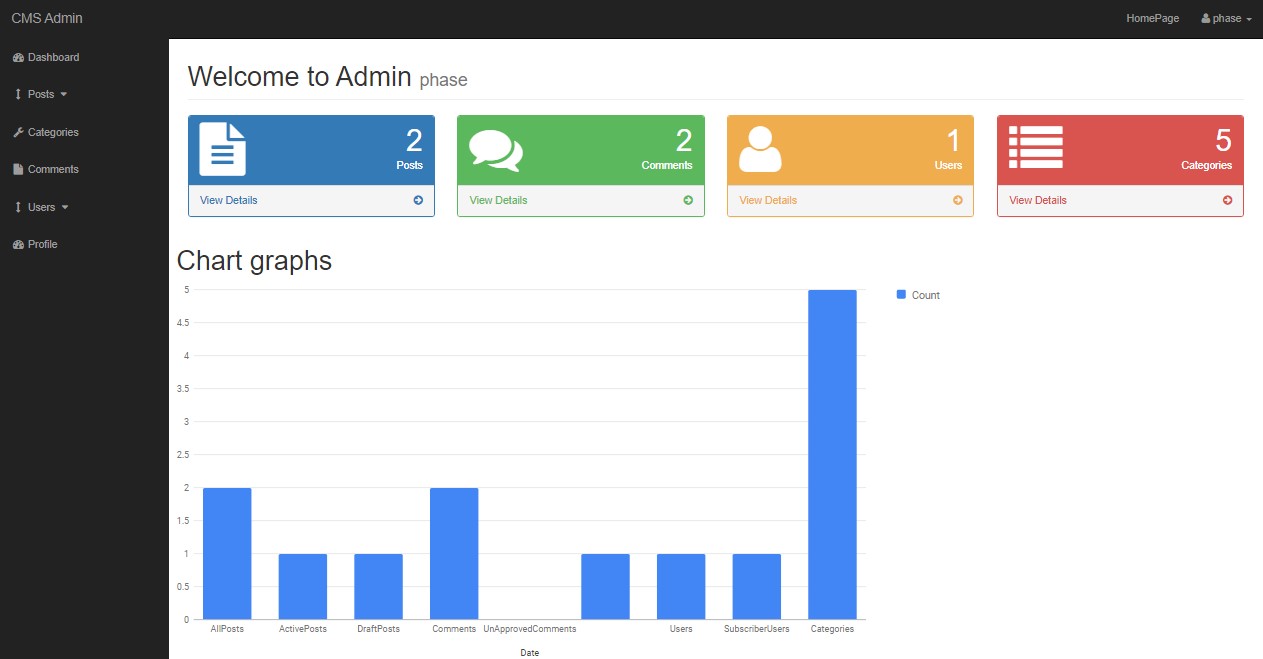 CMS Admin
HomePage
phase
Dashboard
Posts
Categories
Comments
Users
Profile
Welcome to Admin phase
2
Posts
View Details
2
Comments
View Details
1
Users
View Details
5
Categories
View Details
Chart graphs
5
4.5
4
3.5
3
2.5
2
1.5
1
0.5
0
Count
AllPosts
ActivePosts
DraftPosts
Comments
UnApprovedComments
Users
SubscriberUsers
Categories
Date